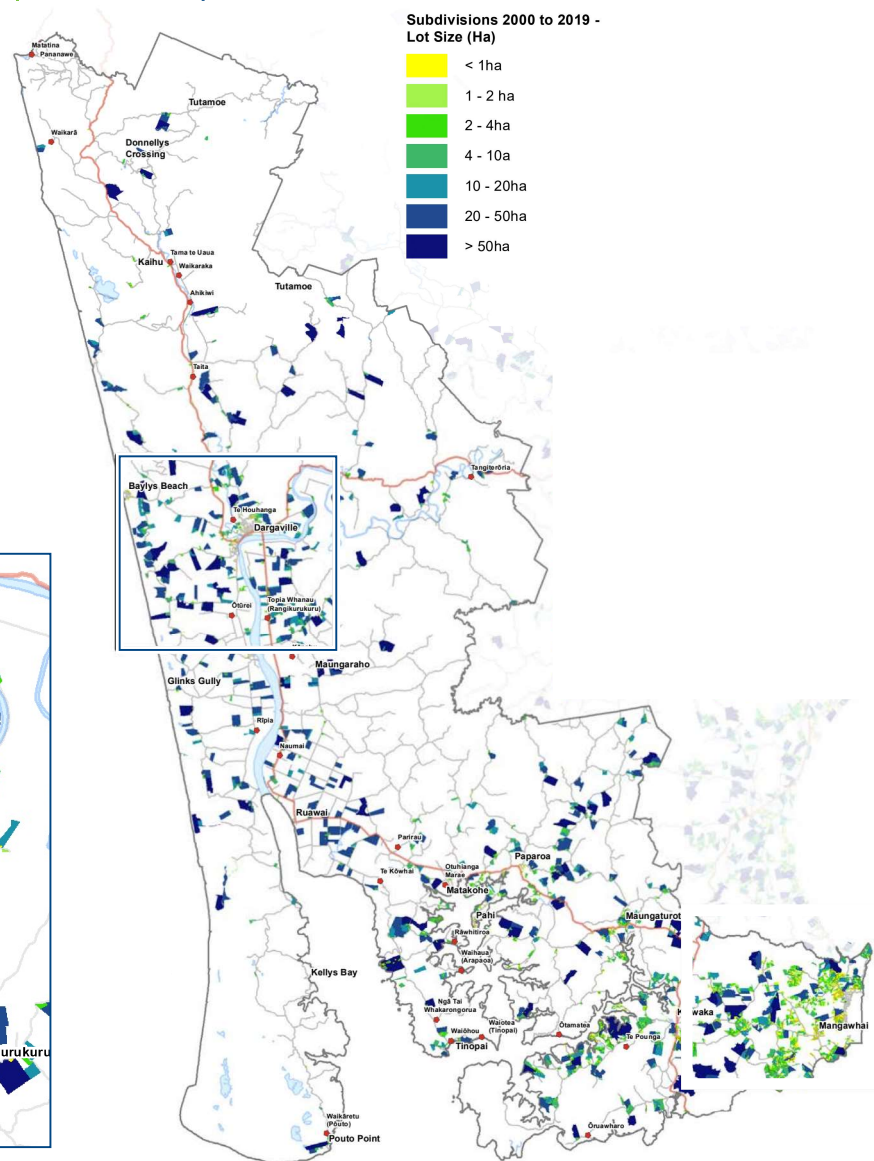 Subdivisions 2000 to 2019 -
Lot Size (Ha)
< 1ha
1 - 2 ha
2 - 4ha
4 - 10a
10 - 20ha
20 - 50ha
> 50ha
Matatina
Pananawe
Tutamoe
Waikarā
Donnellys
Crossing
Tama te Uaua
Kaihu
Waikaraka
Tutamoe
Ahikiwi
Taita
Tangiterōria
Baylys Beach
Te Houhanga
Dargaville
Ōtūrei
Topia Whanau
(Rangikurukuru)
Maungaraho
Glinks Gully
Rīpia
Naumai
Ruawai
Parirau
Paparoa
Otuhianga
Marae
Te Kōwhai
Matakohe
Pahi
Maungaturot
Rāwhitiroa
Waihaua
(Arapaoa)
Kellys Bay
Ngā Tai
Whakarongorua
Waiotea
(Tinopai)
Waiōhou
Tinopai
Ōtamatea
Te Pounga
Mangawhai
urukuru
Waikāretu
(Pouto)
Pouto Point
Ōruawharo